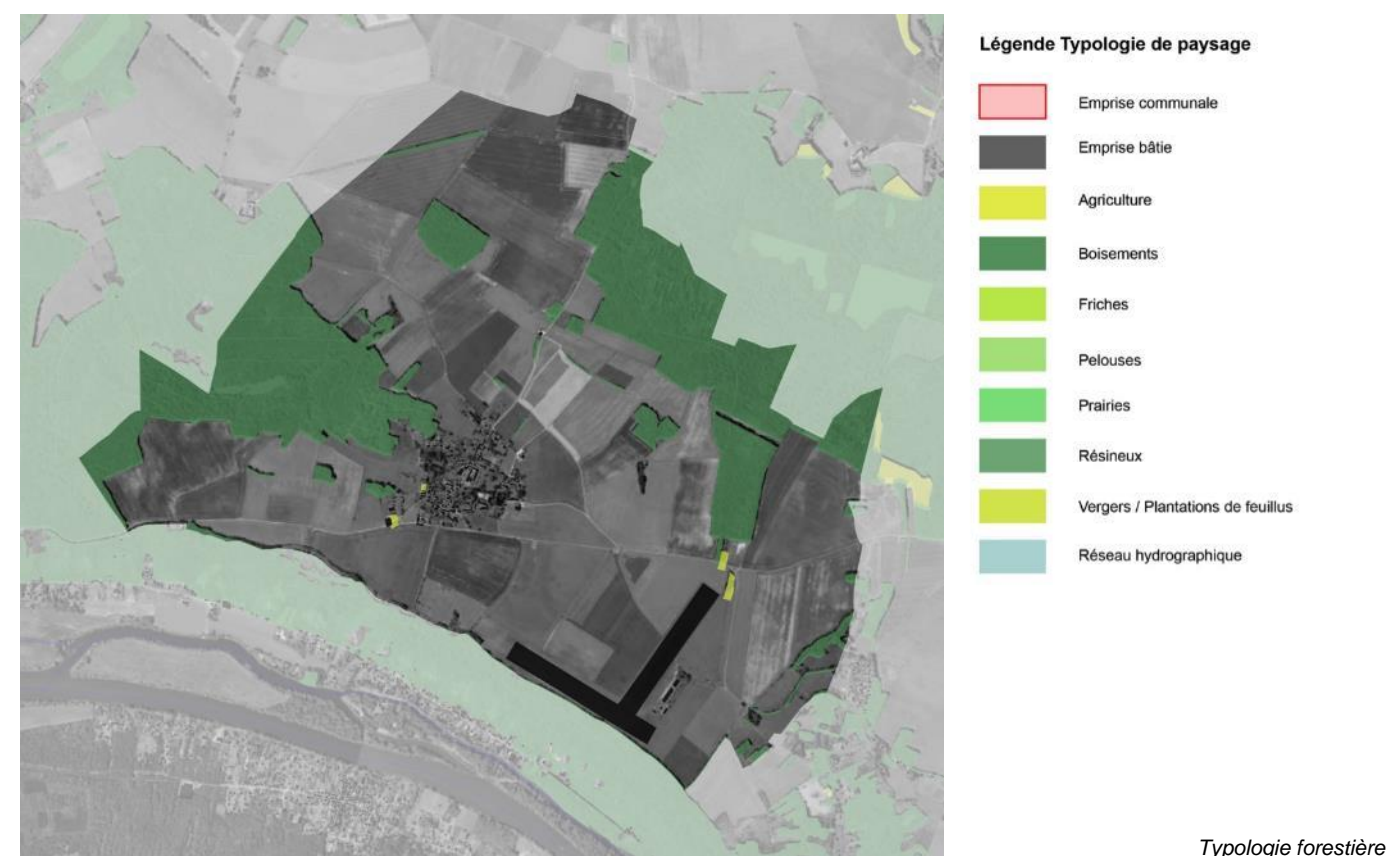 Légende Typologie de paysage
Emprise communale
Emprise bâtie
Agriculture
Boisements
Friches
Pelouses
Prairies
Résineux
Vergers / Plantations de feuillus
Réseau hydrographique
Typologie forestière